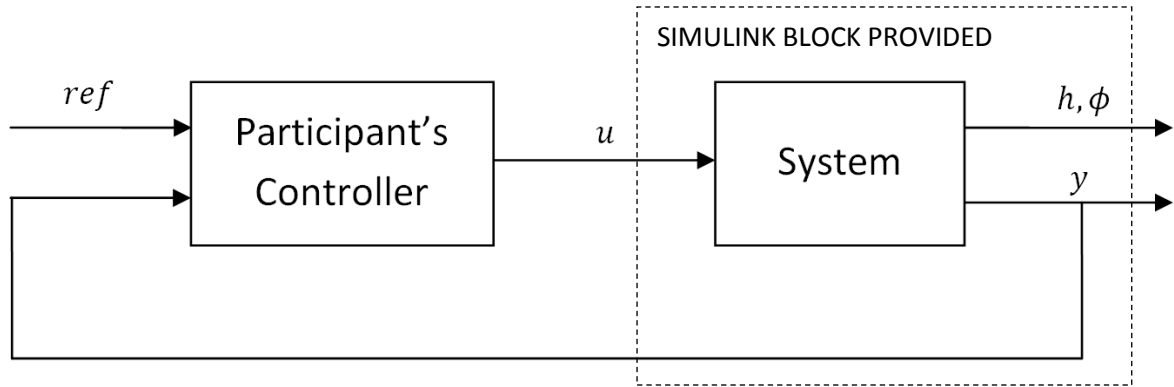 SIMULINK BLOCK PROVIDED
ref
Participant’s
Controller
u
System
h, ϕ
y